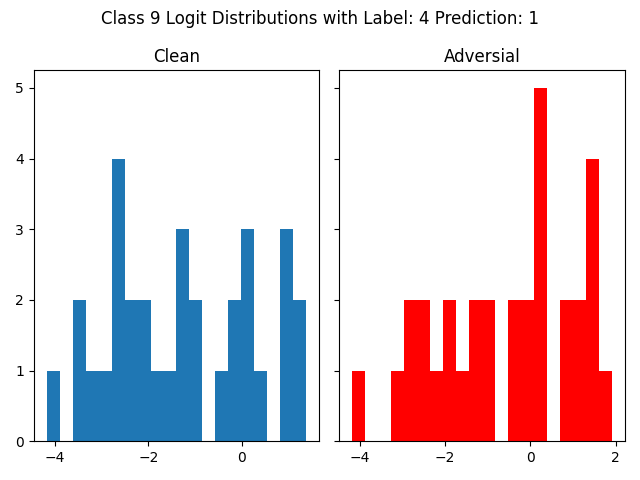 Class 9 Logit Distributions with Label: 4 Prediction: 1
Clean
Adversial
5
4
3
2
1
0
−4 −2 0
−4 −2 0 2